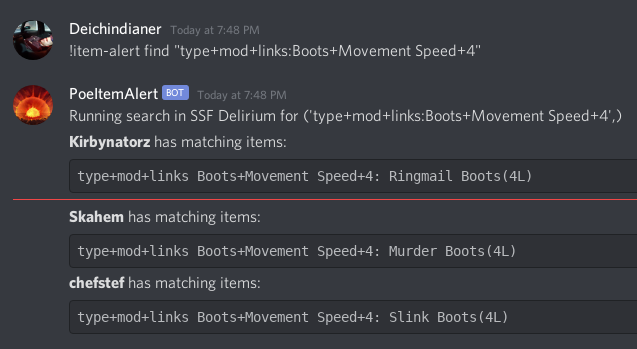 Deichindianer Today at 7:48 PM
!item-alert find "type+mod+links:Boots+Movement Speed+4"
PoeItemAlert BOT Today at 7:48 PM
Running search in SSF Delirium for ('type+mod+links:Boots+Movement Speed+4',)
Kirbynatorz has matching items:
type+mod+links Boots+Movement Speed+4: Ringmail Boots(4L)
Skahem has matching items:
type+mod+links Boots+Movement Speed+4: Murder Boots(4L)
chefstef has matching items:
type+mod+links Boots+Movement Speed+4: Slink Boots(4L)